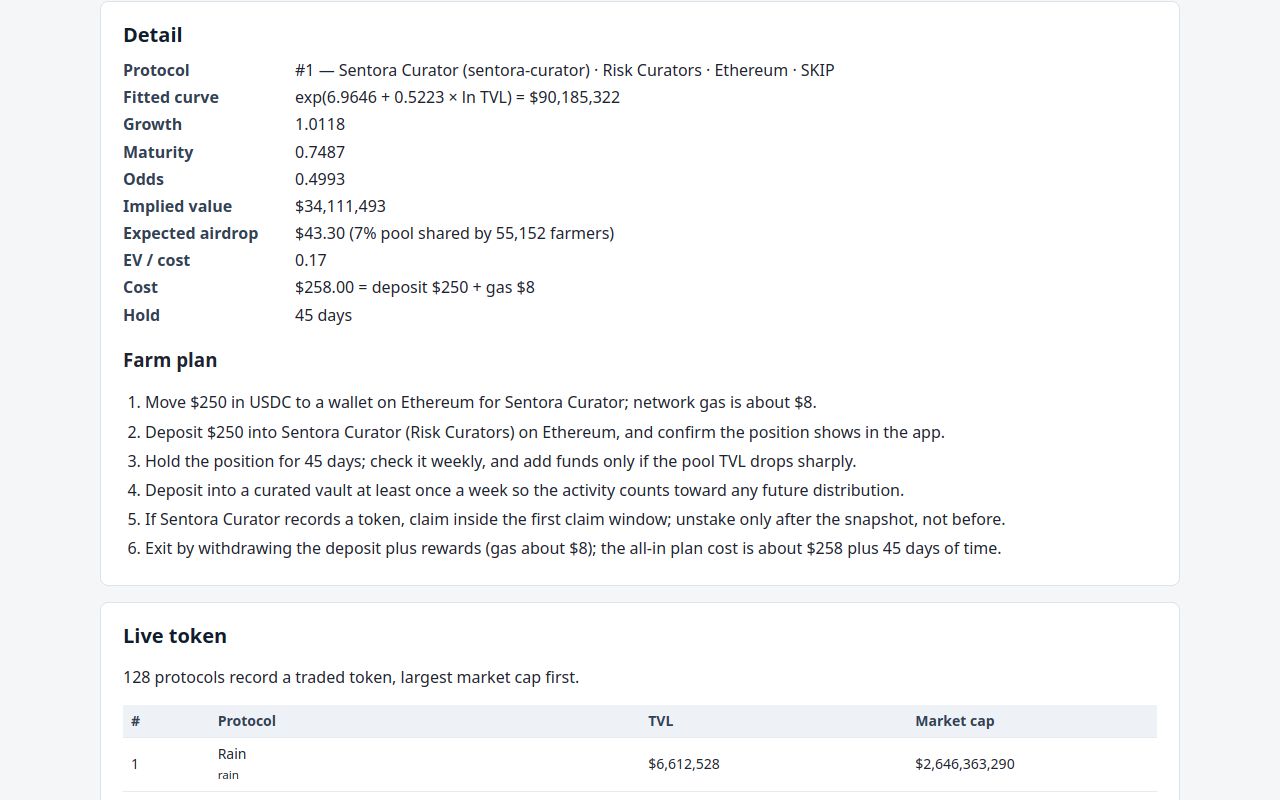 Detail
Protocol #1 — Sentora Curator (sentora-curator) · Risk Curators · Ethereum · SKIP
Fitted curve exp(6.9646 + 0.5223 × ln TVL) = $90,185,322
Growth 1.0118
Maturity 0.7487
Odds 0.4993
Implied value $34,111,493
Expected airdrop $43.30 (7% pool shared by 55,152 farmers)
EV / cost 0.17
Cost $258.00 = deposit $250 + gas $8
Hold 45 days
Farm plan
1. Move $250 in USDC to a wallet on Ethereum for Sentora Curator; network gas is about $8.
2. Deposit $250 into Sentora Curator (Risk Curators) on Ethereum, and confirm the position shows in the app.
3. Hold the position for 45 days; check it weekly, and add funds only if the pool TVL drops sharply.
4. Deposit into a curated vault at least once a week so the activity counts toward any future distribution.
5. If Sentora Curator records a token, claim inside the first claim window; unstake only after the snapshot, not before.
6. Exit by withdrawing the deposit plus rewards (gas about $8); the all-in plan cost is about $258 plus 45 days of time.
Live token
128 protocols record a traded token, largest market cap first.
# Protocol TVL Market cap
1 Rain $6,612,528 $2,646,363,290
rain